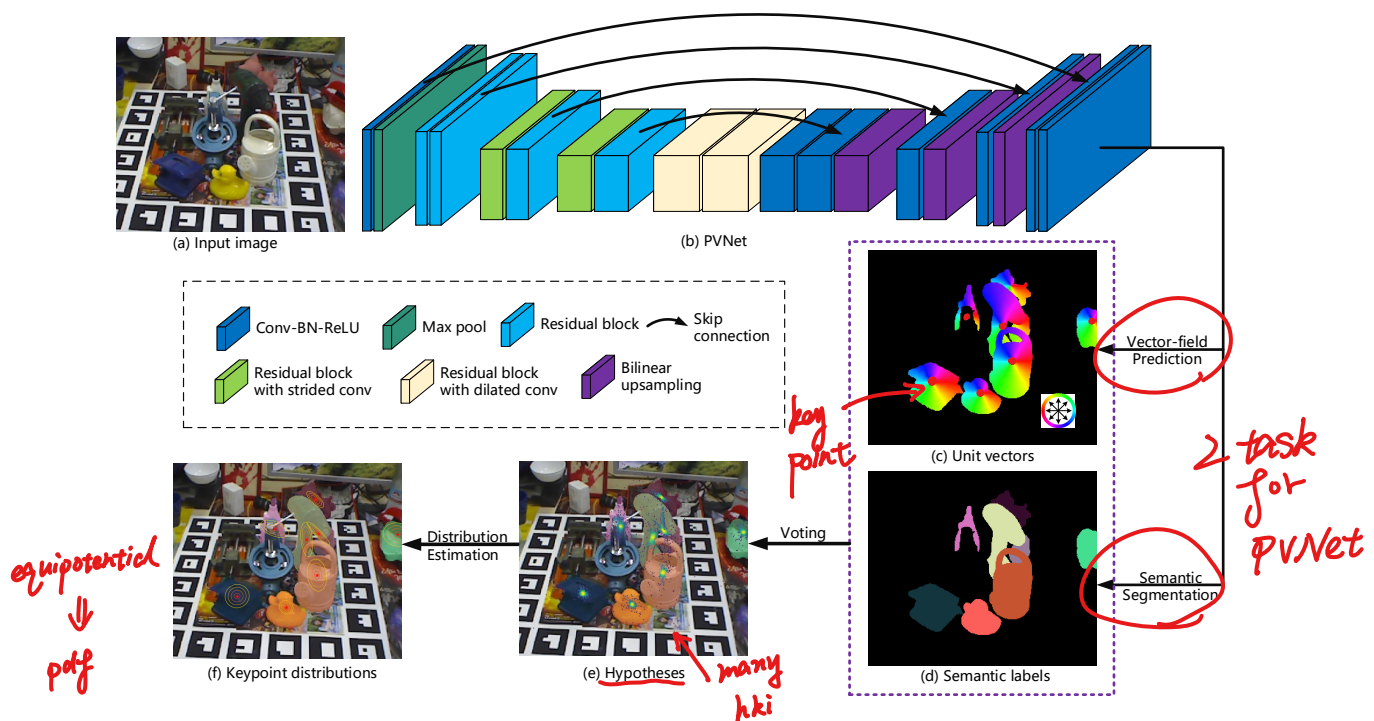 (a) Input image
(b) PVNet
Conv-BN-ReLU
Max pool
Residual block
Skip
connection
Residual block
with strided conv
Residual block
with dilated conv
Bilinear
upsampling
Vector-field
Prediction
key
point
(c) Unit vectors
2 task
for
PVNet
Semantic
Segmentation
(d) Semantic labels
Voting
(e) Hypotheses
many
hki
Distribution
Estimation
(f) Keypoint distributions
equipotential
⇓
pdf